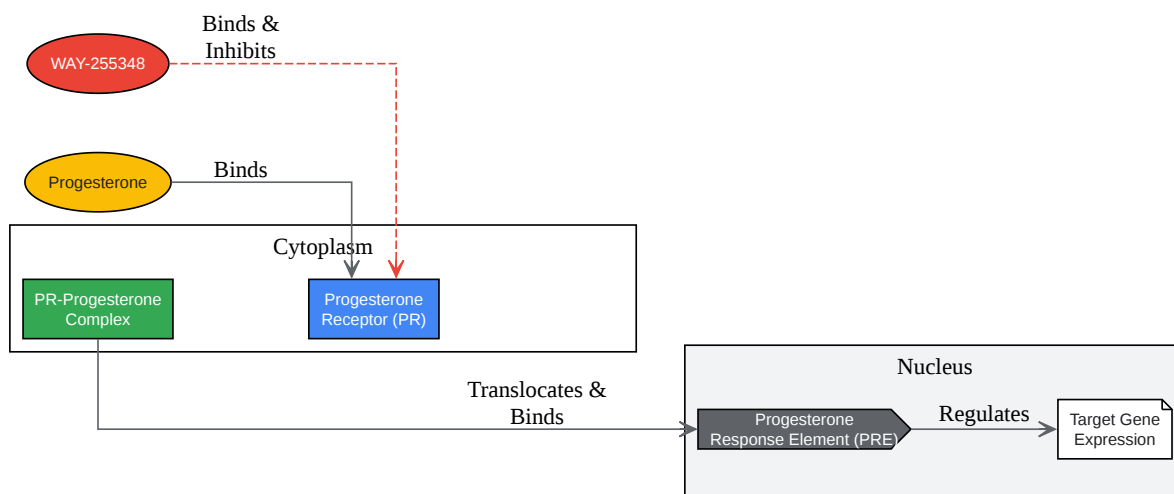 Binds &
Inhibits
WAY-255348
Binds
Progesterone
Cytoplasm
PR-Progesterone
Complex
Progesterone
Receptor (PR)
Translocates &
Binds
Nucleus
Progesterone
Response Element (PRE)
Regulates
Target Gene
Expression